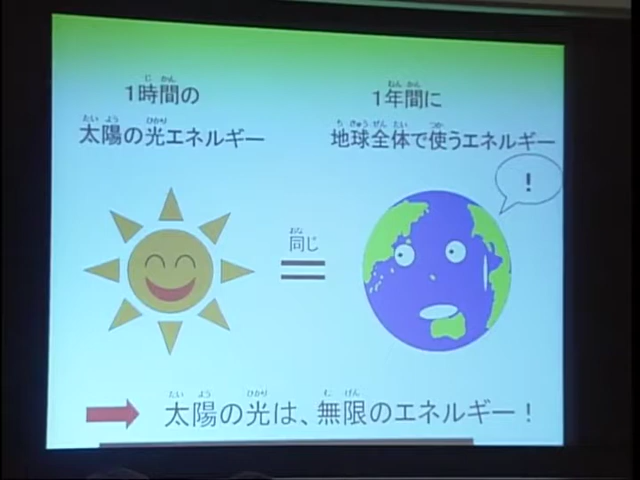 1時間の
太陽の光エネルギー
1年間に
地球全体で使うエネルギー
!
同じ
=
太陽の光は、無限のエネルギー!